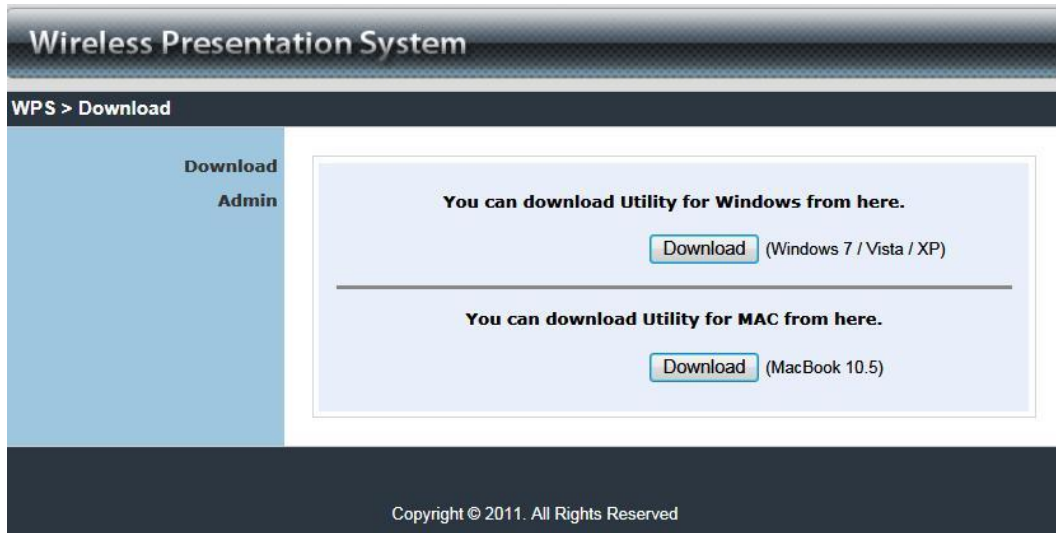 Wireless Presentation System
WPS > Download
Download
Admin
You can download Utility for Windows from here.
Download (Windows 7 / Vista / XP)
You can download Utility for MAC from here.
Download (MacBook 10.5)
Copyright © 2011. All Rights Reserved